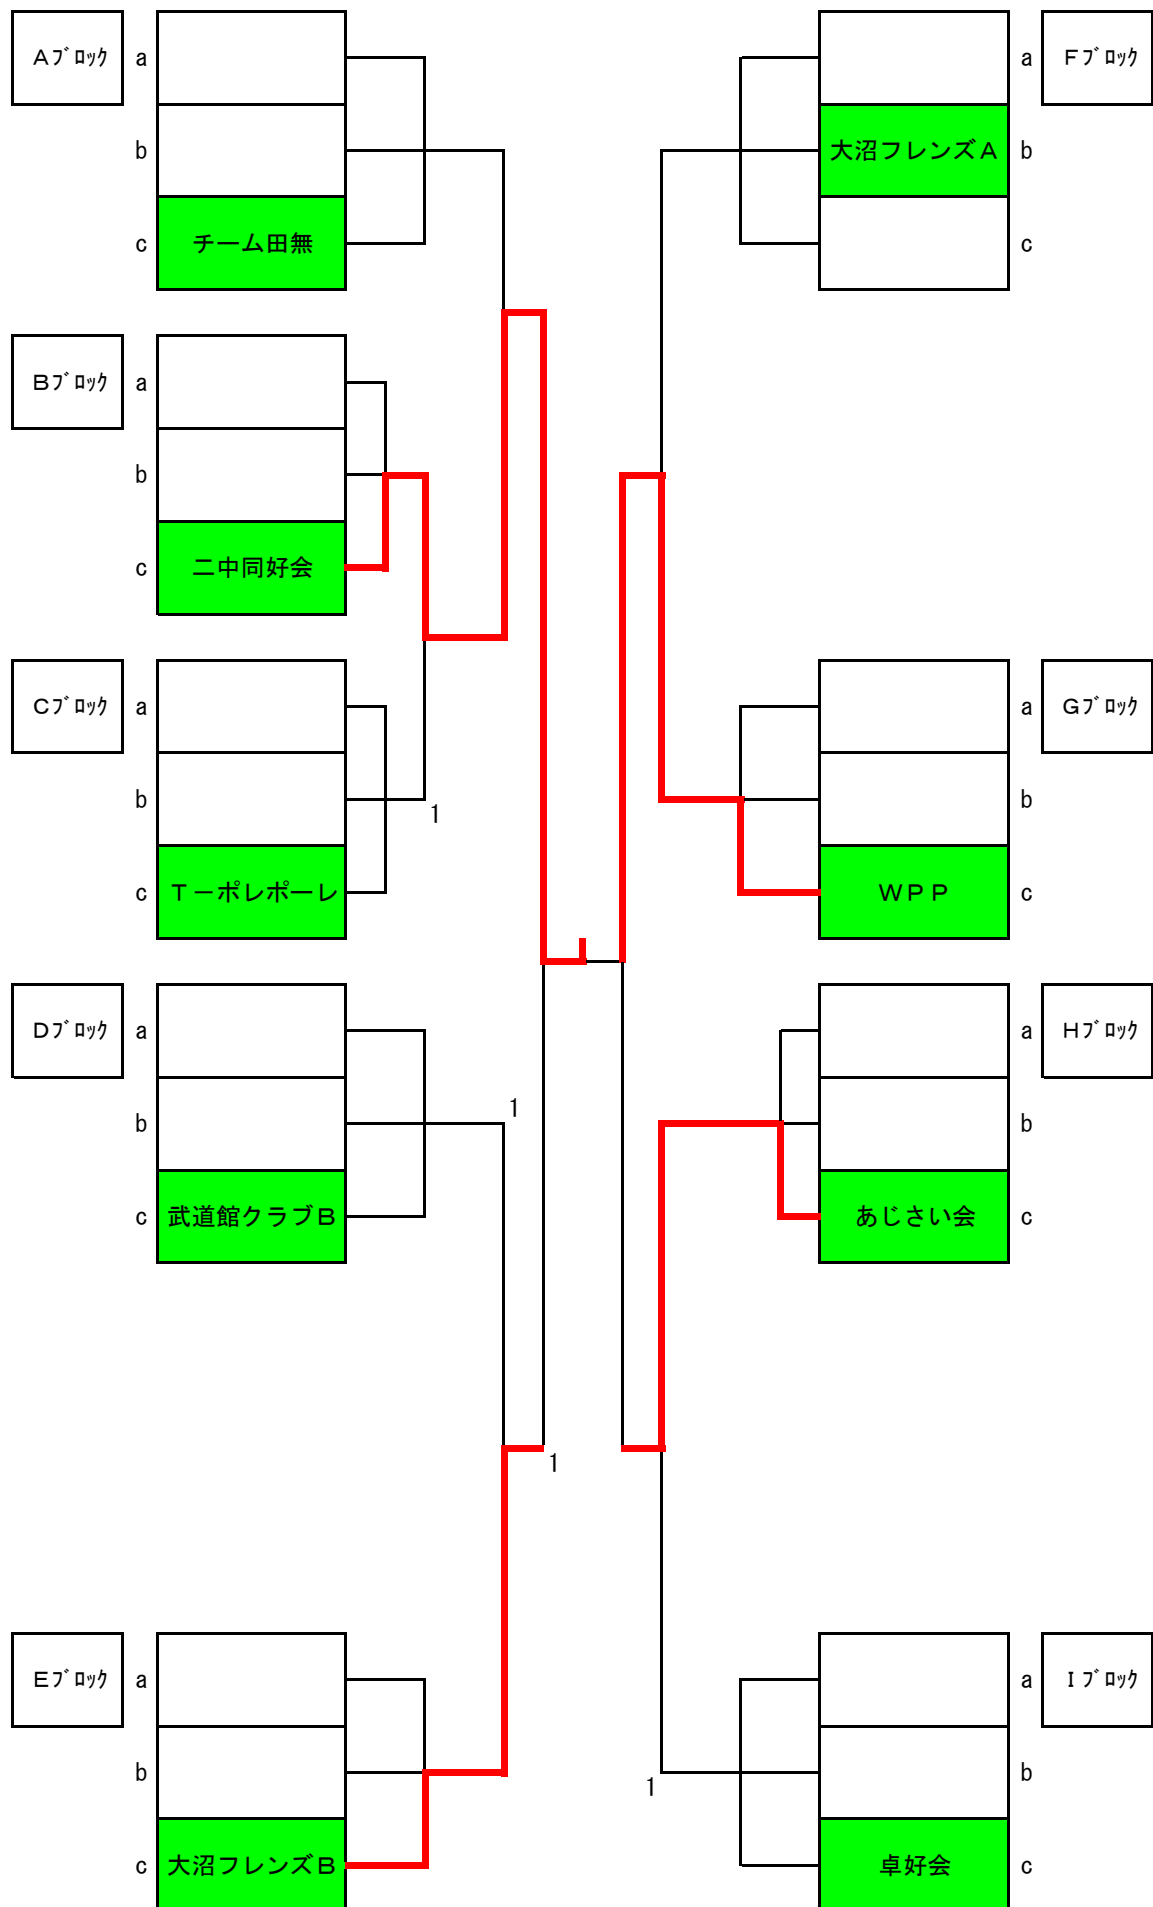 Aﾌﾞﾛｯｸ a
b
c チーム田無
Bﾌﾞﾛｯｸ a
b
c 二中同好会
Cﾌﾞﾛｯｸ a
b
1
c T－ポレポーレ
Dﾌﾞﾛｯｸ a
b
1
c 武道館クラブB
1
Eﾌﾞﾛｯｸ a
b
c 大沼フレンズB
a Fﾌﾞﾛｯｸ
大沼フレンズA b
c
a Gﾌﾞﾛｯｸ
b
WPP c
a Hﾌﾞﾛｯｸ
b
あじさい会 c
a Iﾌﾞﾛｯｸ
b
1
卓好会 c